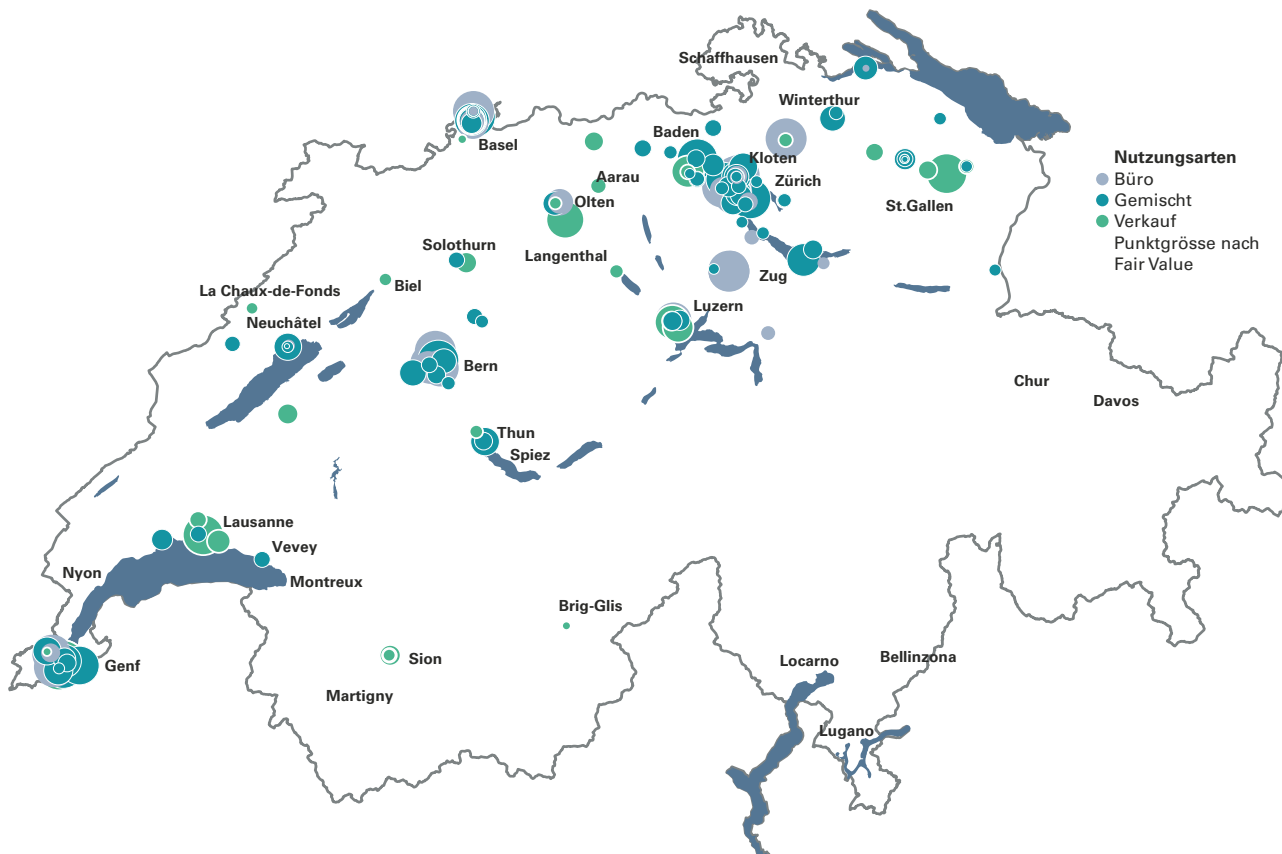 Schaffhausen
Winterthur
Basel
Baden
Kloten
Aarau
Zürich
Olten
St.Gallen
Nutzungsarten
Büro
Gemischt
Verkauf
Punktgrösse nach
Fair Value
Solothurn
Langenthal
Zug
Biel
La Chaux-de-Fonds
Neuchâtel
Luzern
Bern
Chur
Davos
Thun
Spiez
Lausanne
Vevey
Nyon
Montreux
Brig-Glis
Genf
Sion
Martigny
Locarno
Bellinzona
Lugano